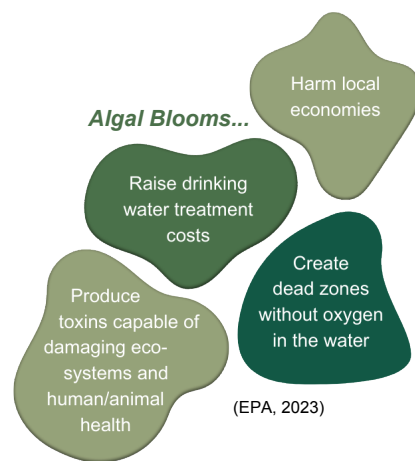 Algal Blooms...
Harm local
economies
Raise drinking
water treatment
costs
Create
dead zones
without oxygen
in the water
Produce
toxins capable of
damaging eco-
systems and
human/animal
health
(EPA, 2023)